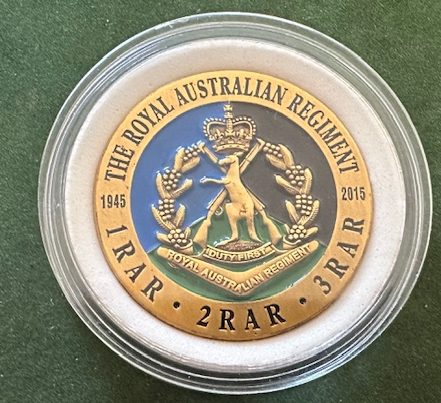 THE ROYAL AUSTRALIAN REGIMENT
1945
2015
DUTY FIRST
ROYAL AUSTRALIAN REGIMENT
1RAR · 2RAR · 3RAR